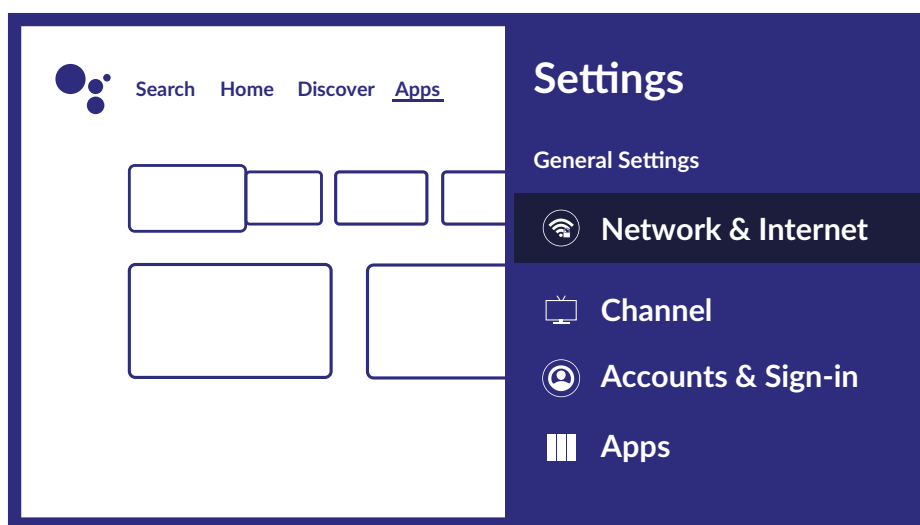 Search Home Discover Apps
Settings
General Settings
Network & Internet
Channel
Accounts & Sign-in
Apps